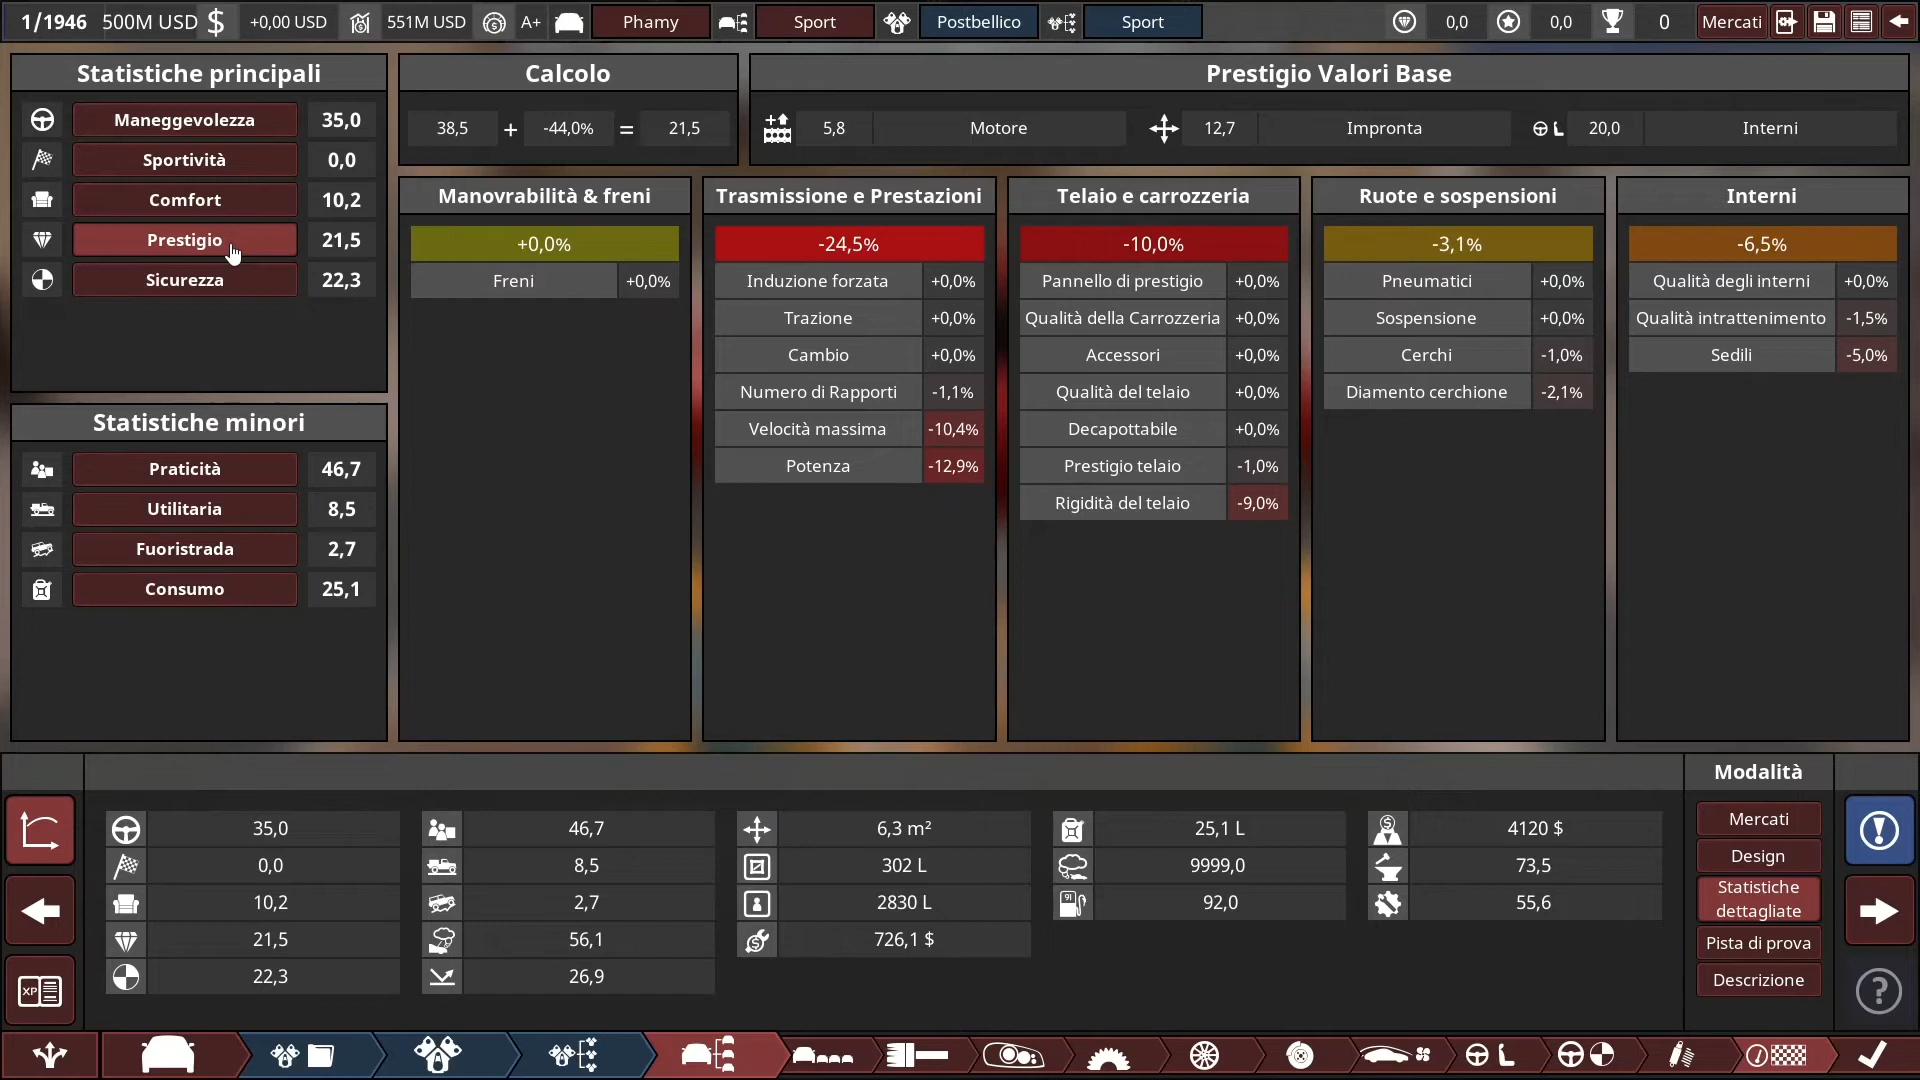 1/1946 500M USD $ +0,00 USD 551M USD A+ Phamy Sport Postbellico Sport 0,0 0,0 0 Mercati
Statistiche principali
Maneggevolezza 35,0
Sportività 0,0
Comfort 10,2
Prestigio 21,5
Sicurezza 22,3
Statistiche minori
Praticità 46,7
Utilitaria 8,5
Fuoristrada 2,7
Consumo 25,1
Calcolo
38,5 + -44,0% = 21,5
Prestigio Valori Base
5,8 Motore 12,7 Impronta 20,0 Interni
Manovrabilità & freni
+0,0%
Freni +0,0%
Trasmissione e Prestazioni
-24,5%
Induzione forzata +0,0%
Trazione +0,0%
Cambio +0,0%
Numero di Rapporti -1,1%
Velocità massima -10,4%
Potenza -12,9%
Telaio e carrozzeria
-10,0%
Pannello di prestigio +0,0%
Qualità della Carrozzeria +0,0%
Accessori +0,0%
Qualità del telaio +0,0%
Decapottabile +0,0%
Prestigio telaio -1,0%
Rigidità del telaio -9,0%
Ruote e sospensioni
-3,1%
Pneumatici +0,0%
Sospensione +0,0%
Cerchi -1,0%
Diamento cerchione -2,1%
Interni
-6,5%
Qualità degli interni +0,0%
Qualità intrattenimento -1,5%
Sedili -5,0%
35,0 46,7 6,3 m² 25,1 L 4120 $
0,0 8,5 302 L 9999,0 73,5
10,2 2,7 2830 L 92,0 55,6
21,5 56,1 726,1 $
22,3 26,9
XP
Modalità
Mercati
Design
Statistiche
dettagliate
Pista di prova
Descrizione
?